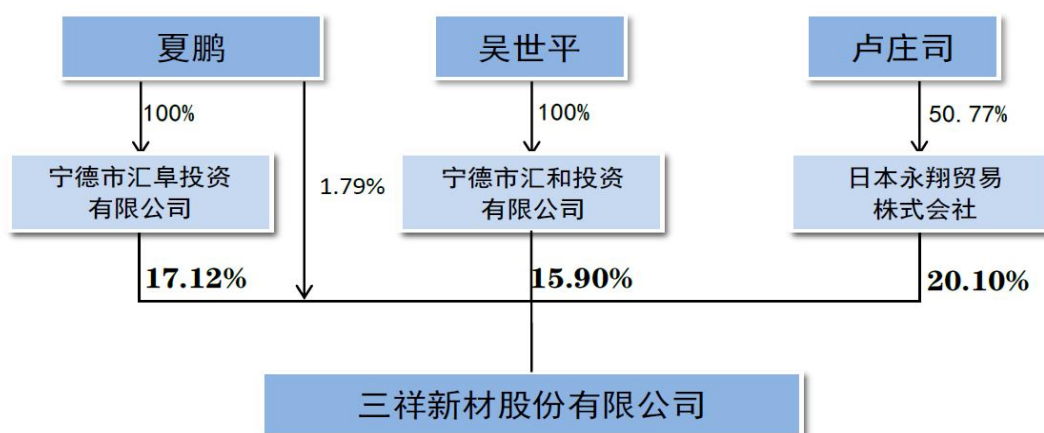 夏鹏
吴世平
卢庄司
100%
100%
50.77%
宁德市汇阜投资
有限公司
1.79%
宁德市汇和投资
有限公司
日本永翔贸易
株式会社
17.12%
15.90%
20.10%
三祥新材股份有限公司